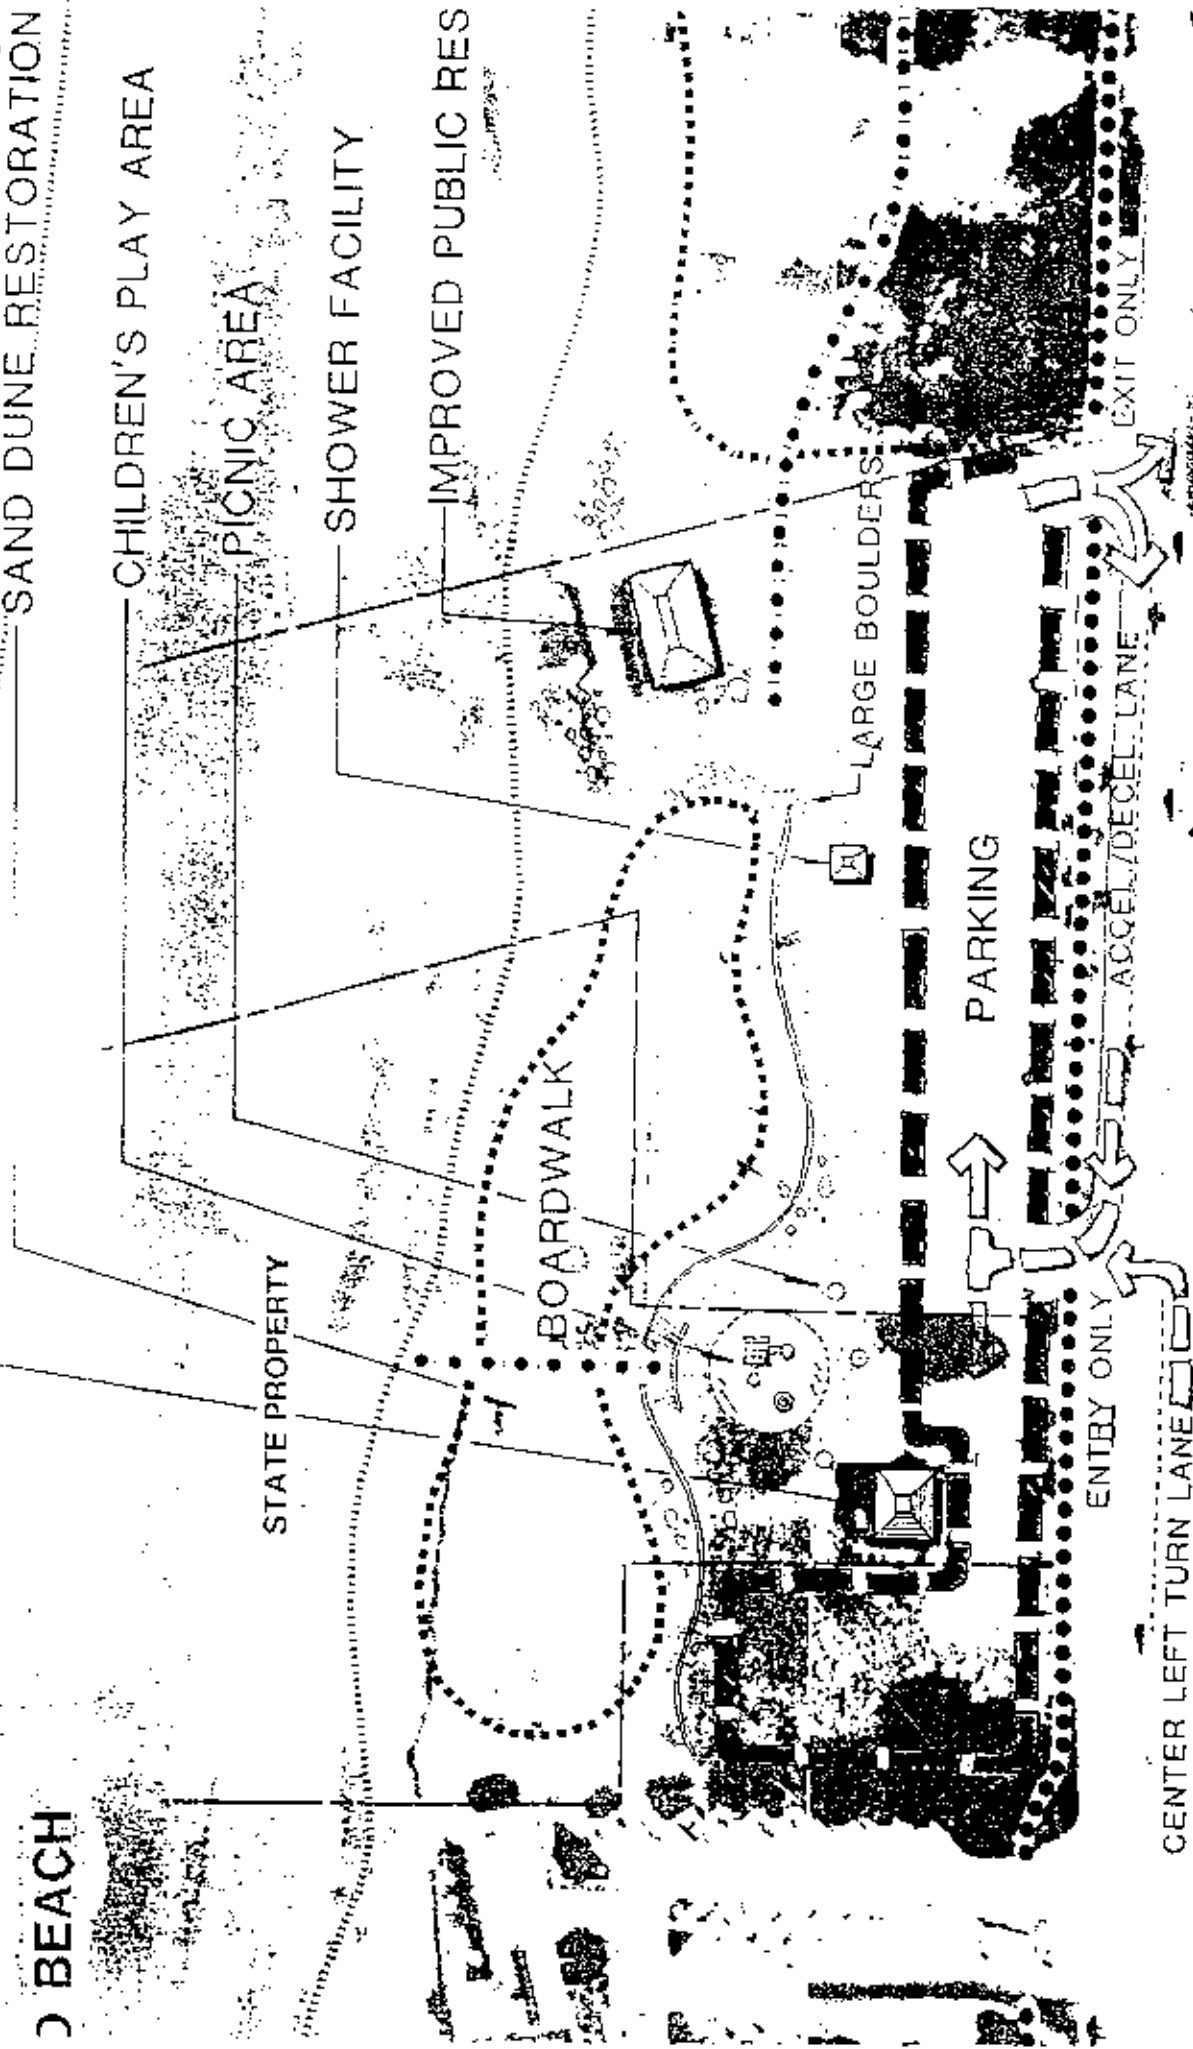 SAND DUNE RESTORATION
CHILDREN'S PLAY AREA
PICNIC AREA
SHOWER FACILITY
IMPROVED PUBLIC RES
STATE PROPERTY
BOARDWALK
LARGE BOULDERS
PARKING
EXIT ONLY
ACCEL/DECEL LANE
ENTRY ONLY
CENTER LEFT TURN LANE
BEACH